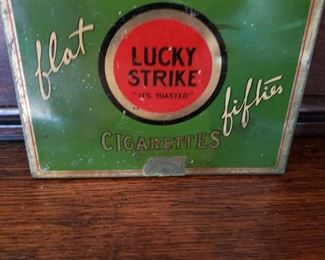 flat
LUCKY
STRIKE
"IT'S TOASTED"
fifties
CIGARETTES